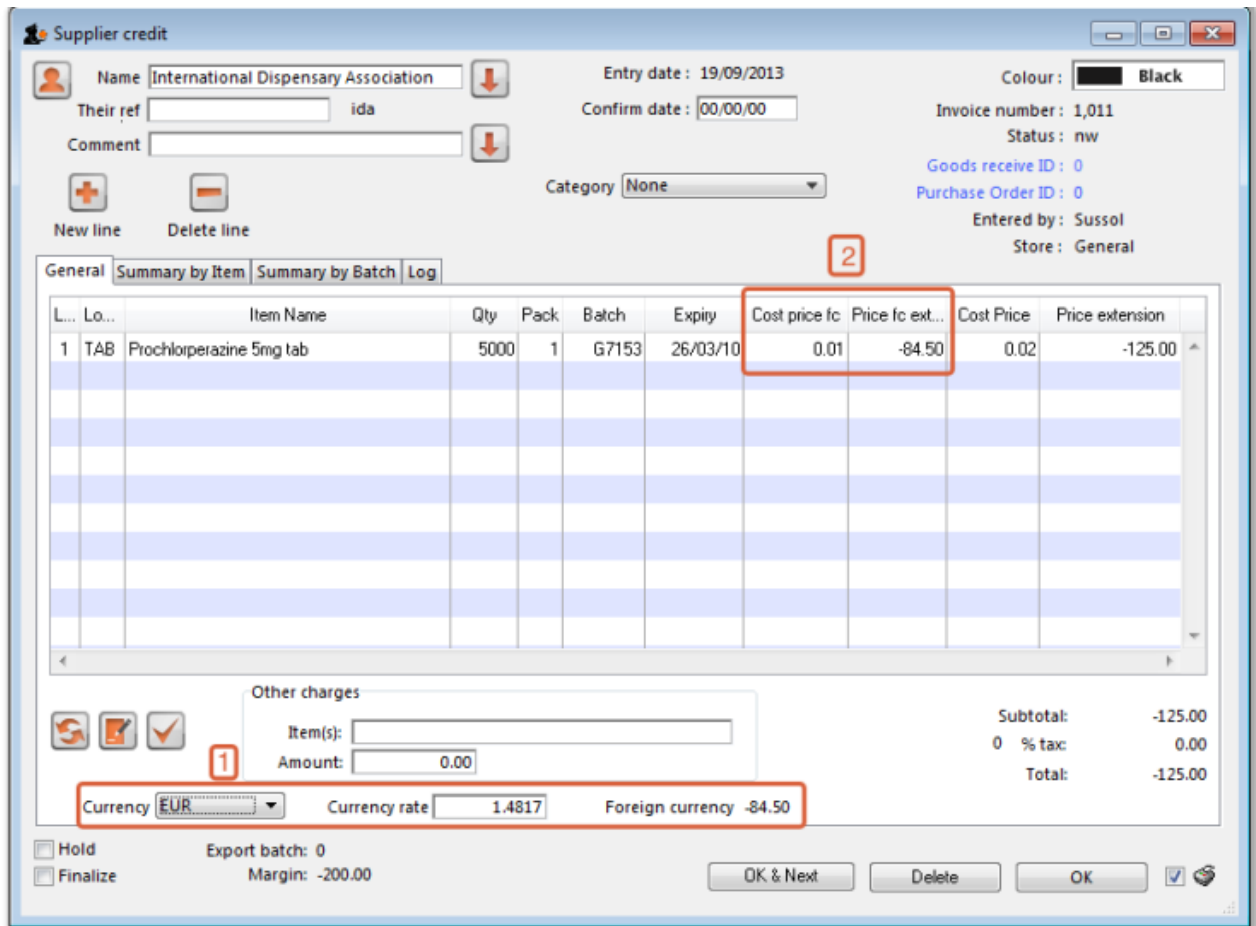 Supplier credit
Name International Dispensary Association
Entry date : 19/09/2013
Colour : Black
Their ref ida
Confirm date : 00/00/00
Invoice number : 1,011
Comment
Status : nw
Goods receive ID : 0
Category None
Purchase Order ID : 0
New line Delete line
Entered by : Sussol
Store : General
2
General Summary by Item Summary by Batch Log
L... Lo... Item Name Qty Pack Batch Expiry Cost price fc Price fc ext... Cost Price Price extension
1 TAB Prochlorperazine 5mg tab 5000 1 G7153 26/03/10 0.01 -84.50 0.02 -125.00
Other charges
Item(s):
Amount: 0.00
Subtotal: -125.00
0 % tax: 0.00
Total: -125.00
1
Currency EUR Currency rate 1.4817 Foreign currency -84.50
Hold Export batch: 0
Finalize Margin: -200.00
OK & Next Delete OK